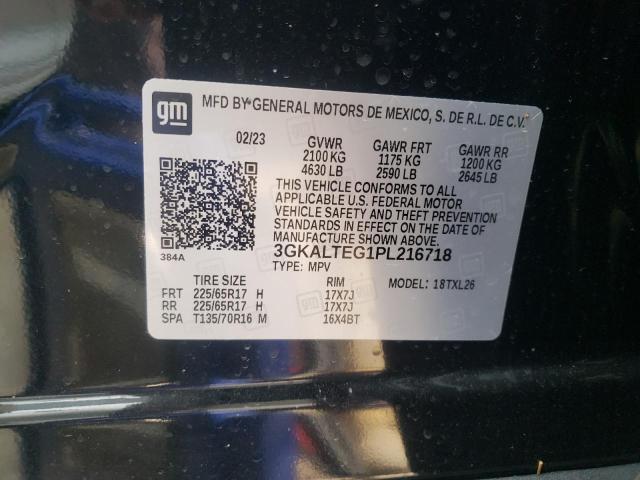 gm
MFD BY GENERAL MOTORS DE MEXICO, S. DE R.L. DE C.V.
02/23 GVWR GAWR FRT GAWR RR
2100 KG 1175 KG 1200 KG
4630 LB 2590 LB 2645 LB
THIS VEHICLE CONFORMS TO ALL
APPLICABLE U.S. FEDERAL MOTOR
VEHICLE SAFETY AND THEFT PREVENTION
STANDARDS IN EFFECT ON THE DATE OF
MANUFACTURE SHOWN ABOVE.
384A
3GKALTEG1PL216718
TYPE: MPV
TIRE SIZE RIM MODEL: 18TXL26
FRT 225/65R17 H 17X7J
RR 225/65R17 H 17X7J
SPA T135/70R16 M 16X4BT